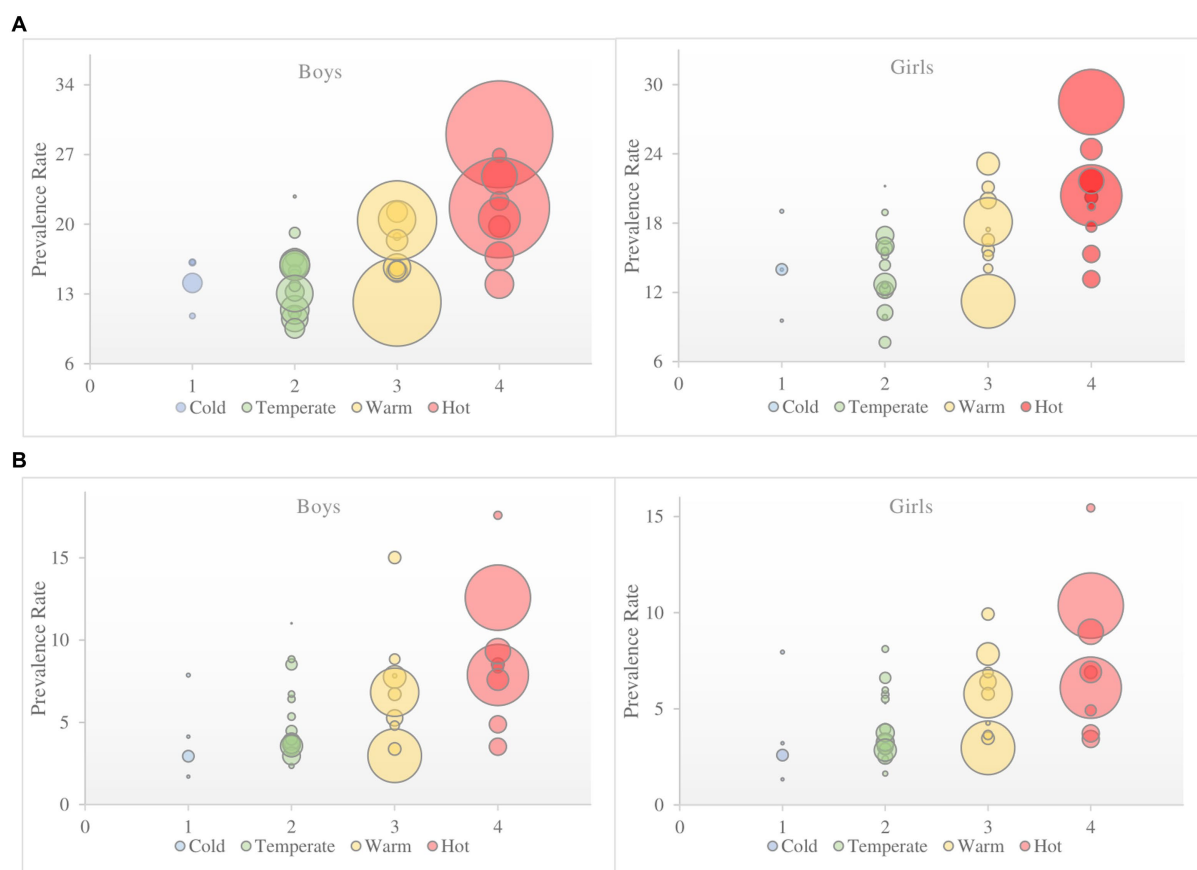 A
Boys
Prevalence Rate
34
27
20
13
6
0 1 2 3 4
Cold Temperate Warm Hot
Girls
Prevalence Rate
30
24
18
12
6
0 1 2 3 4
Cold Temperate Warm Hot
B
Boys
Prevalence Rate
15
10
5
0
0 1 2 3 4
Cold Temperate Warm Hot
Girls
Prevalence Rate
15
10
5
0
0 1 2 3 4
Cold Temperate Warm Hot